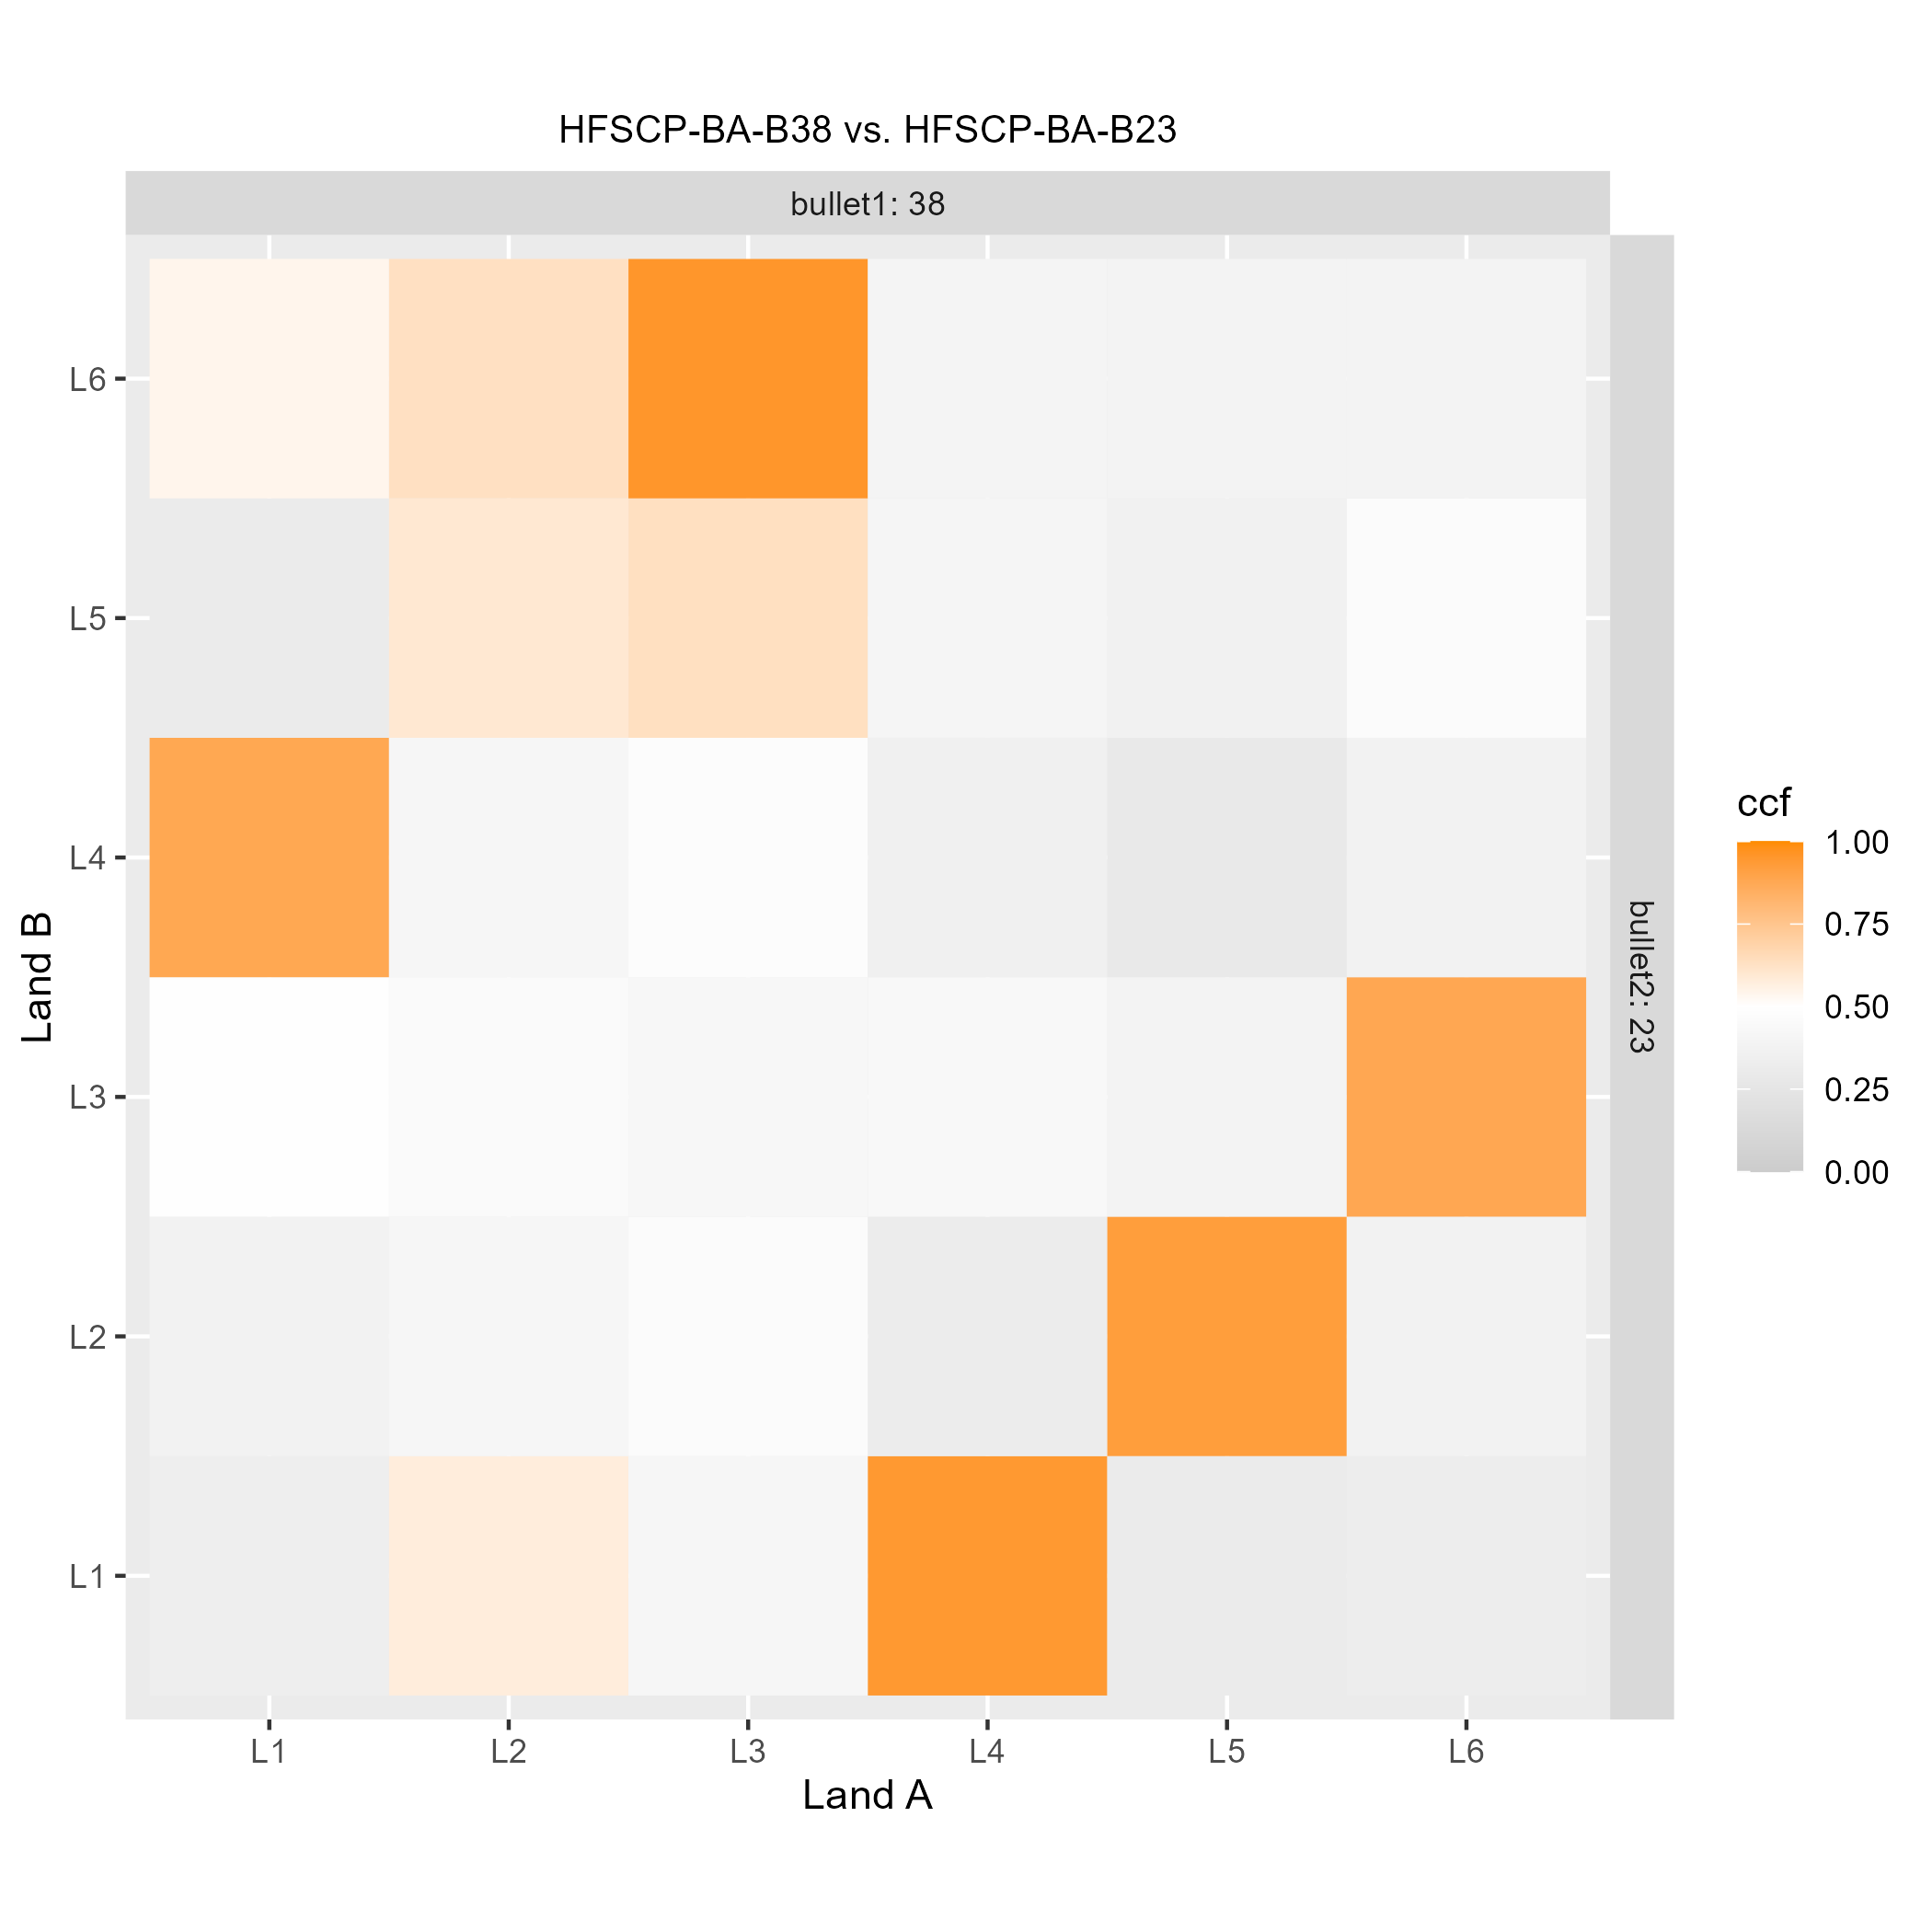 HFSCP-BA-B38 vs. HFSCP-BA-B23
bullet1: 38
L6
L5
L4
L3
L2
L1
Land B
bullet2: 23
L1 L2 L3 L4 L5 L6
Land A
ccf
1.00
0.75
0.50
0.25
0.00